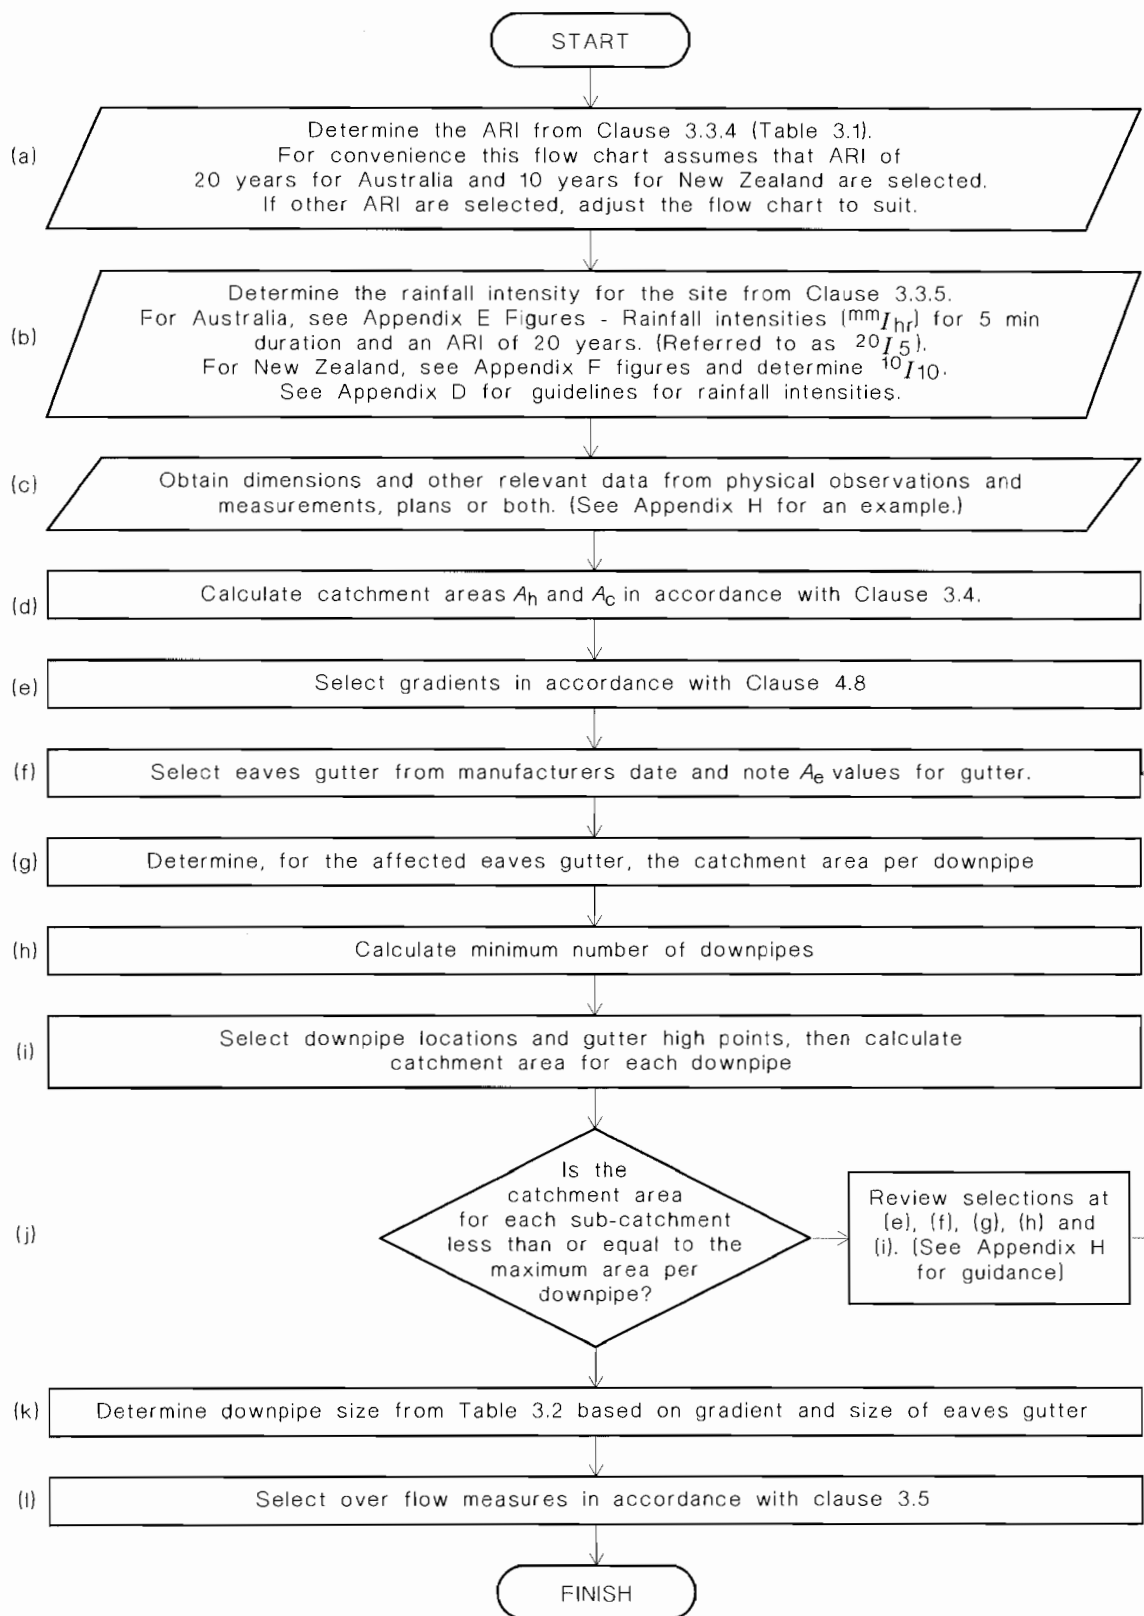 START
(a)
Determine the ARI from Clause 3.3.4 (Table 3.1).
For convenience this flow chart assumes that ARI of
20 years for Australia and 10 years for New Zealand are selected.
If other ARI are selected, adjust the flow chart to suit.
(b)
Determine the rainfall intensity for the site from Clause 3.3.5.
For Australia, see Appendix E Figures - Rainfall intensities (mmIhr) for 5 min
duration and an ARI of 20 years. (Referred to as 20I5).
For New Zealand, see Appendix F figures and determine 10I10.
See Appendix D for guidelines for rainfall intensities.
(c)
Obtain dimensions and other relevant data from physical observations and
measurements, plans or both. (See Appendix H for an example.)
(d)
Calculate catchment areas Ah and Ac in accordance with Clause 3.4.
(e)
Select gradients in accordance with Clause 4.8
(f)
Select eaves gutter from manufacturers date and note Ae values for gutter.
(g)
Determine, for the affected eaves gutter, the catchment area per downpipe
(h)
Calculate minimum number of downpipes
(i)
Select downpipe locations and gutter high points, then calculate
catchment area for each downpipe
(j)
Is the
catchment area
for each sub-catchment
less than or equal to the
maximum area per
downpipe?
Review selections at
(e), (f), (g), (h) and
(i). (See Appendix H
for guidance)
(k)
Determine downpipe size from Table 3.2 based on gradient and size of eaves gutter
(l)
Select over flow measures in accordance with clause 3.5
FINISH